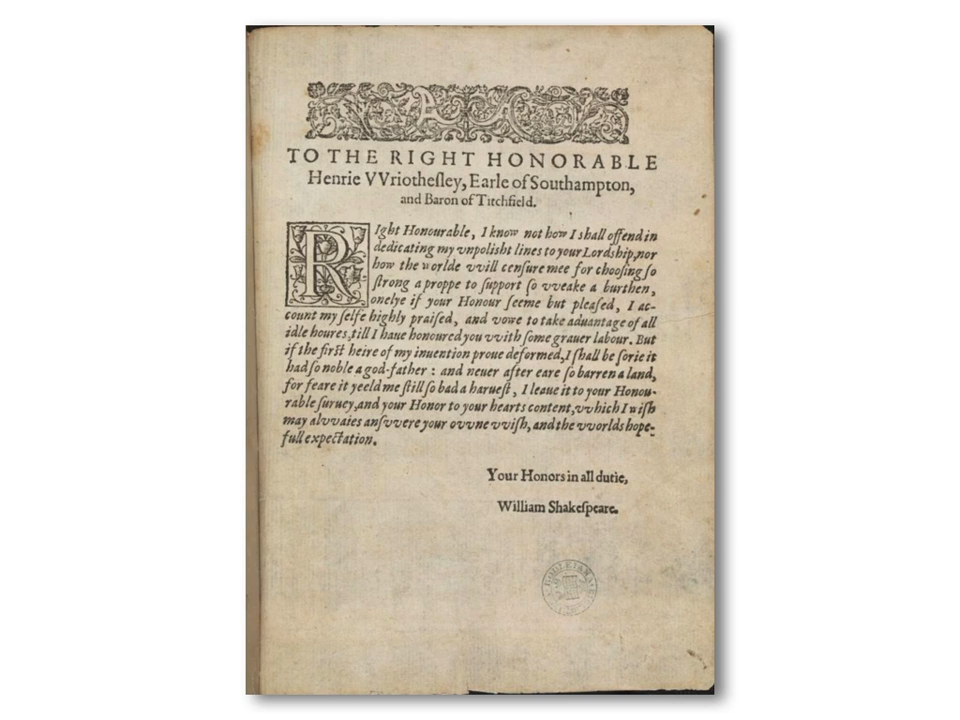 TO THE RIGHT HONORABLE
Henrie VVriotheſley, Earle of Southampton,
and Baron of Titchfield.
RIght Honourable, I know not how I shall offend in
dedicating my vnpolisht lines to your Lordship, nor
how the worlde vvill cenſure mee for chooſing ſo
ſtrong a proppe to ſupport ſo vveake a burthen,
onelye if your Honour ſeeme but pleaſed, I ac-
count my ſelfe highly praiſed, and vowe to take aduantage of all
idle houres, till I haue honoured you vvith ſome grauer labour. But
if the firſt heire of my inuention proue deformed, I ſhall be ſorie it
had ſo noble a god-father : and neuer after eare ſo barren a land,
for feare it yeeld me ſtill ſo bad a harueſt, I leaue it to your Honou-
rable ſuruey, and your Honor to your hearts content, vvhich I wiſh
may alvvaies anſvvere your ovvne vviſh, and the vvorlds hope-
full expectation.
Your Honors in all dutie,
William Shakeſpeare.